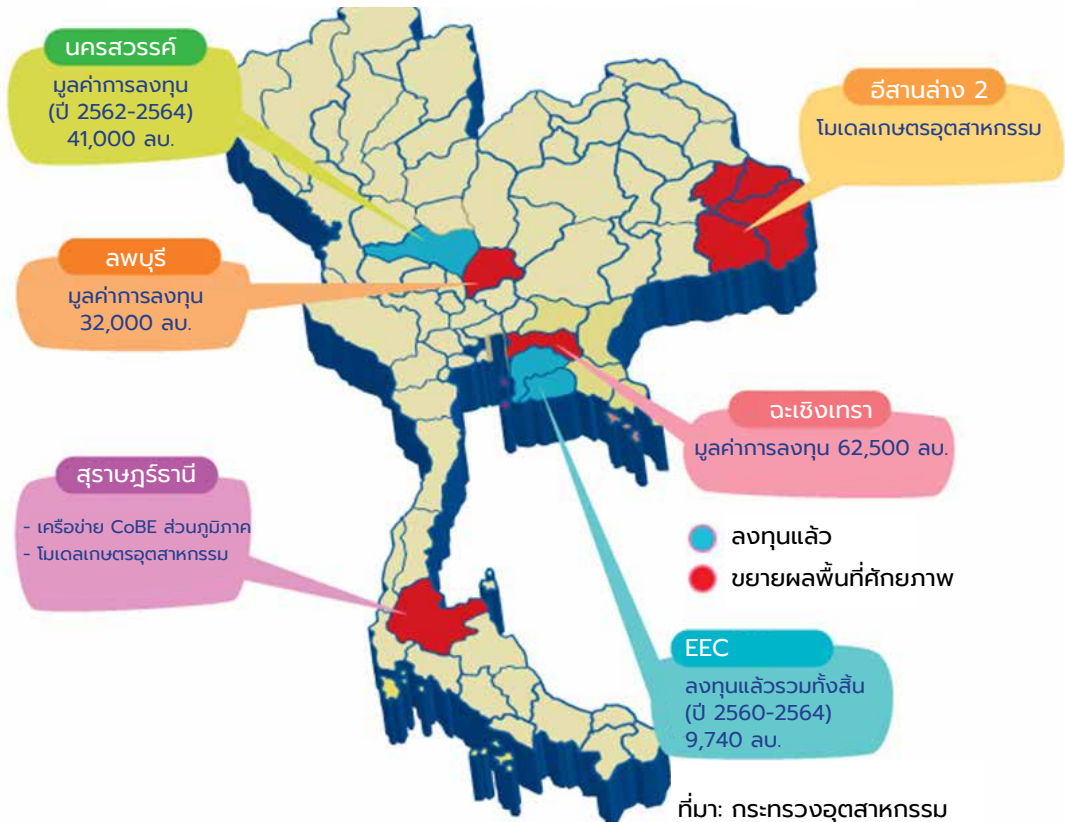 นครสวรรค์
มูลค่าการลงทุน
(ปี 2562-2564)
41,000 ลบ.
อีสานล่าง 2
โมเดลเกษตรอุตสาหกรรม
ลพบุรี
มูลค่าการลงทุน
32,000 ลบ.
ฉะเชิงเทรา
มูลค่าการลงทุน 62,500 ลบ.
สุราษฎร์ธานี
- เครือข่าย CoBE ส่วนภูมิภาค
- โมเดลเกษตรอุตสาหกรรม
ลงทุนแล้ว
ขยายผลพื้นที่ศักยภาพ
EEC
ลงทุนแล้วรวมทั้งสิ้น
(ปี 2560-2564)
9,740 ลบ.
ที่มา: กระทรวงอุตสาหกรรม